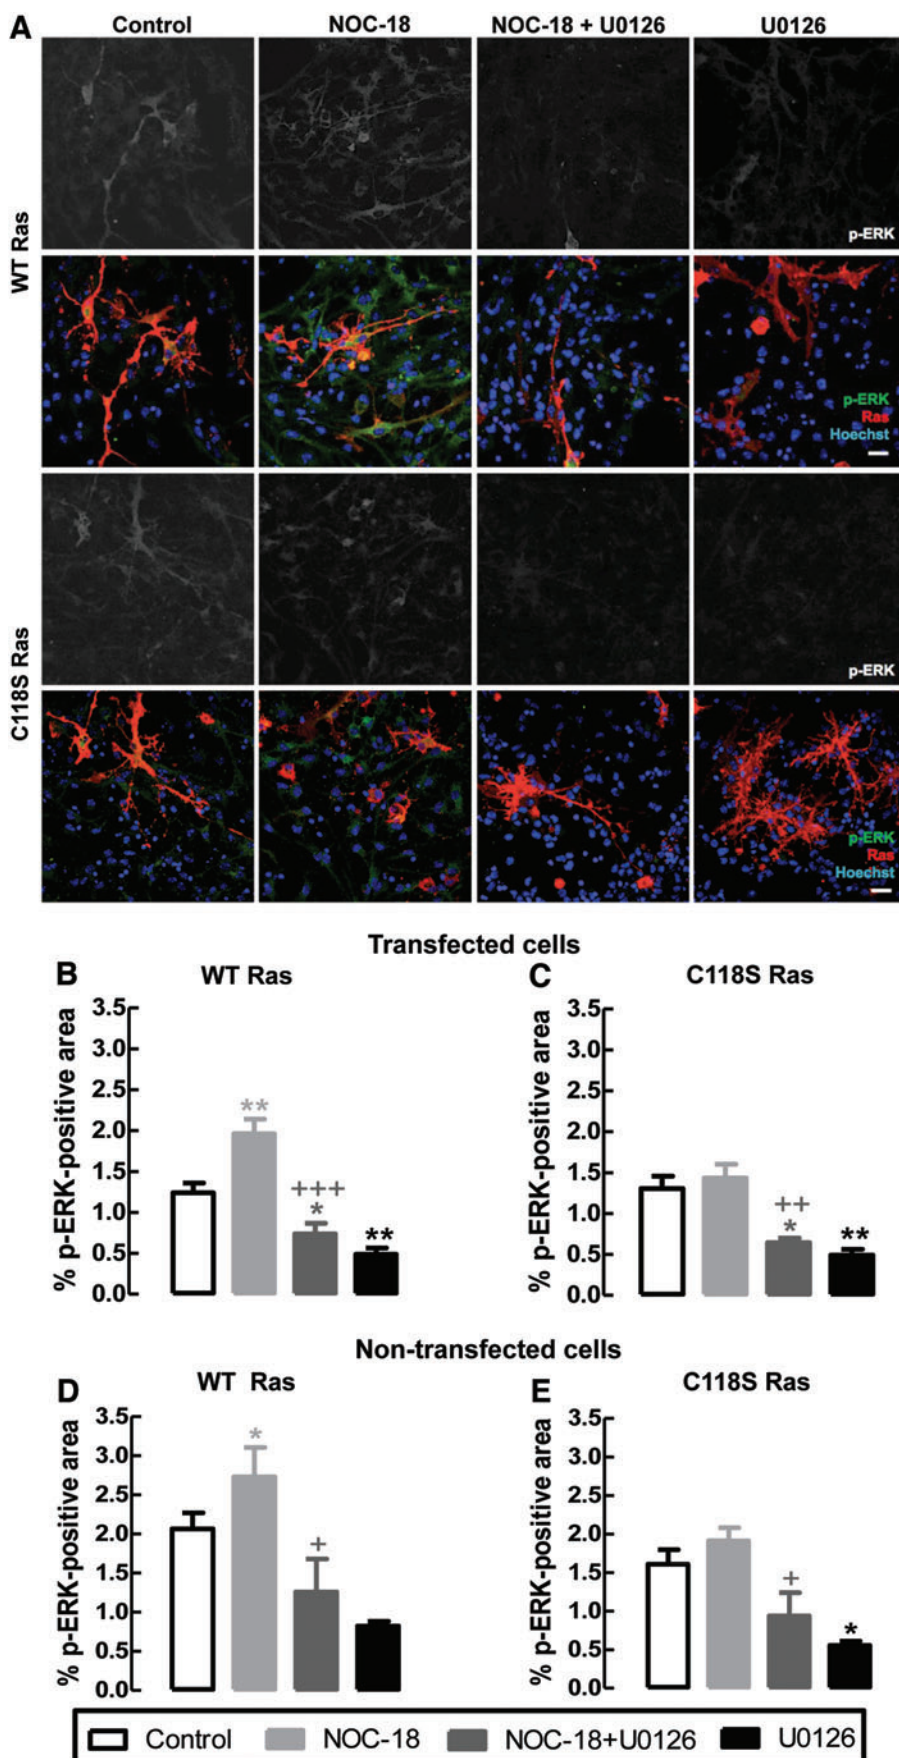 A
Control NOC-18 NOC-18 + U0126 U0126
WT Ras
p-ERK
p-ERK
Ras
Hoechst
C118S Ras
p-ERK
p-ERK
Ras
Hoechst
Transfected cells
B
WT Ras
% p-ERK-positive area
3.5
3.0
2.5
2.0
1.5
1.0
0.5
0.0
**
+++
*
**
C
C118S Ras
% p-ERK-positive area
3.5
3.0
2.5
2.0
1.5
1.0
0.5
0.0
++
*
**
Non-transfected cells
D
WT Ras
% p-ERK-positive area
3.5
3.0
2.5
2.0
1.5
1.0
0.5
0.0
*
+
E
C118S Ras
% p-ERK-positive area
3.5
3.0
2.5
2.0
1.5
1.0
0.5
0.0
+
*
Control NOC-18 NOC-18+U0126 U0126